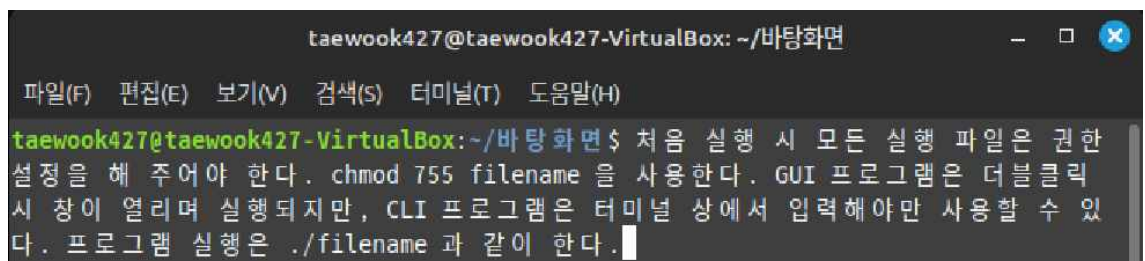 taewook427@taewook427-VirtualBox: ~/바탕화면
파일(F) 편집(E) 보기(V) 검색(S) 터미널(T) 도움말(H)
taewook427@taewook427-VirtualBox:~/바탕화면$ 처음 실행 시 모든 실행 파일은 권한
설정을 해 주어야 한다. chmod 755 filename 을 사용한다. GUI 프로그램은 더블클릭
시 창이 열리며 실행되지만, CLI 프로그램은 터미널 상에서 입력해야만 사용할 수 있
다. 프로그램 실행은 ./filename 과 같이 한다.